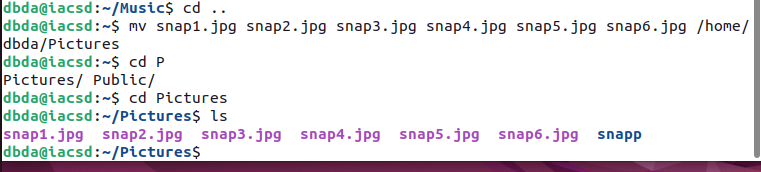 dbda@iacsd:~/Music$ cd ..
dbda@iacsd:~$ mv snap1.jpg snap2.jpg snap3.jpg snap4.jpg snap5.jpg snap6.jpg /home/
dbda/Pictures
dbda@iacsd:~$ cd P
Pictures/ Public/
dbda@iacsd:~$ cd Pictures
dbda@iacsd:~/Pictures$ ls
snap1.jpg  snap2.jpg  snap3.jpg  snap4.jpg  snap5.jpg  snap6.jpg  snapp
dbda@iacsd:~/Pictures$